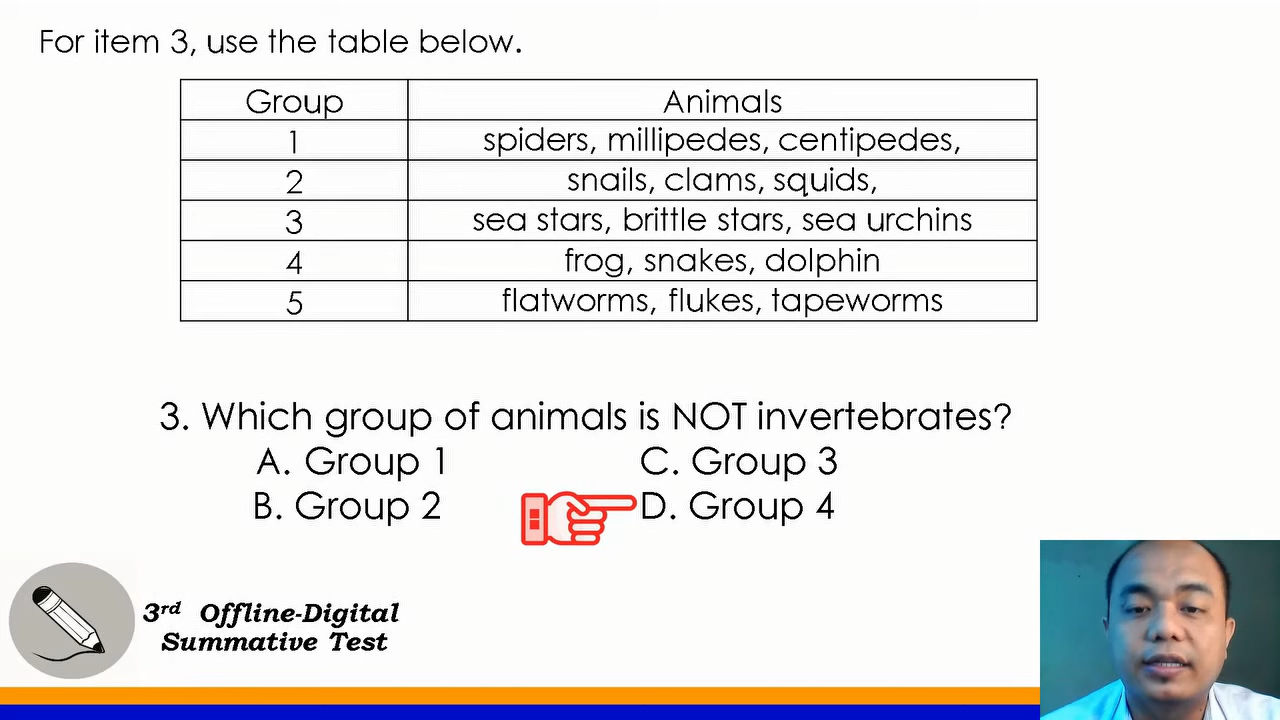 For item 3, use the table below.
Group Animals
1 spiders, millipedes, centipedes,
2 snails, clams, squids,
3 sea stars, brittle stars, sea urchins
4 frog, snakes, dolphin
5 flatworms, flukes, tapeworms
3. Which group of animals is NOT invertebrates?
A. Group 1 C. Group 3
B. Group 2 D. Group 4
3rd Offline-Digital
Summative Test